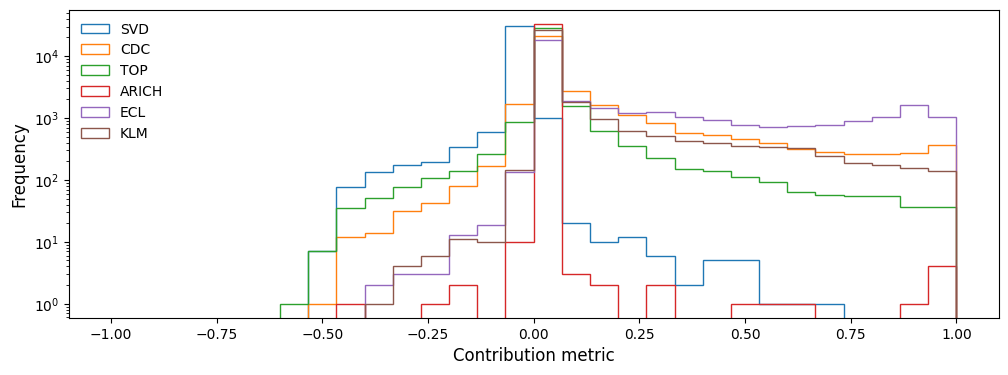 SVD
CDC
TOP
ARICH
ECL
KLM
Frequency
10⁴
10³
10²
10¹
10⁰
−1.00 −0.75 −0.50 −0.25 0.00 0.25 0.50 0.75 1.00
Contribution metric